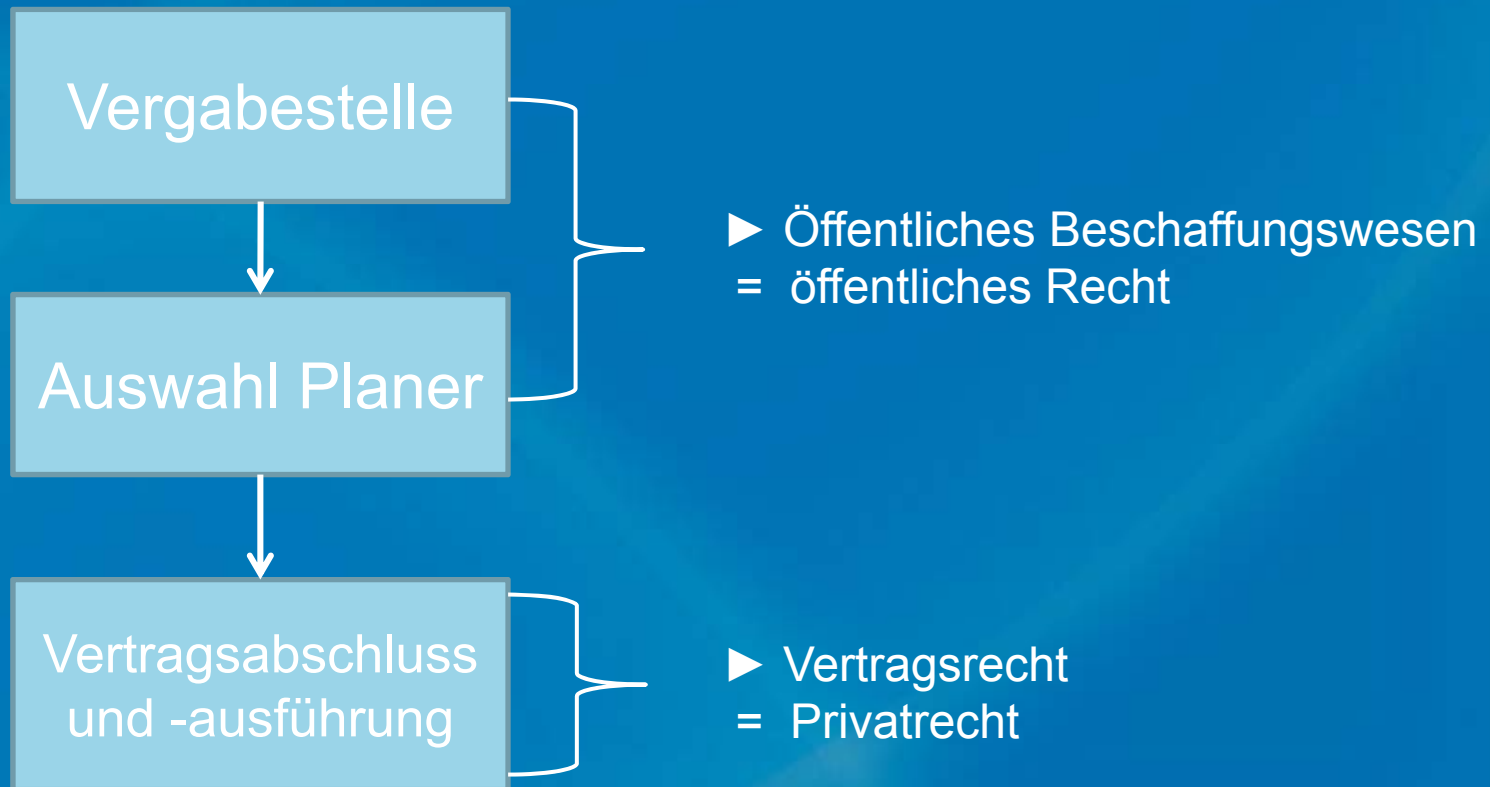 Vergabestelle
► Öffentliches Beschaffungswesen
= öffentliches Recht
Auswahl Planer
Vertragsabschluss
und -ausführung
► Vertragsrecht
= Privatrecht